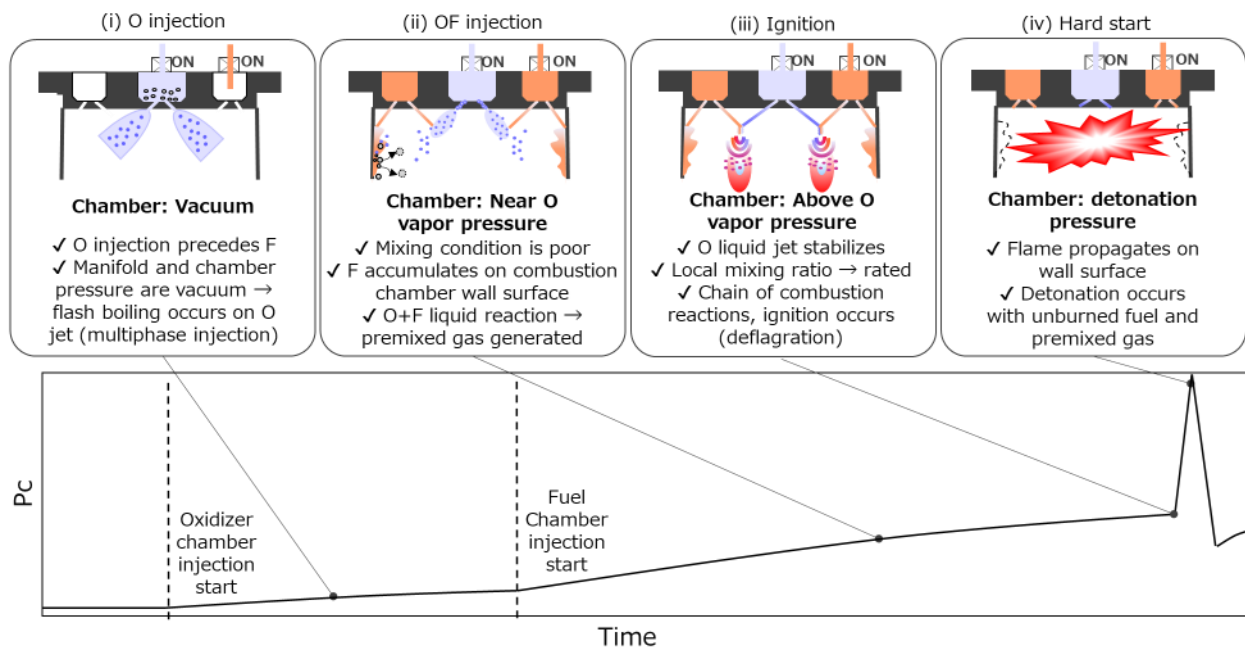 (i) O injection
ON
ON
Chamber: Vacuum
✓ O injection precedes F
✓ Manifold and chamber
pressure are vacuum →
flash boiling occurs on O
jet (multiphase injection)
(ii) OF injection
ON
ON
Chamber: Near O
vapor pressure
✓ Mixing condition is poor
✓ F accumulates on combustion
chamber wall surface
✓ O+F liquid reaction →
premixed gas generated
(iii) Ignition
ON
ON
Chamber: Above O
vapor pressure
✓ O liquid jet stabilizes
✓ Local mixing ratio → rated
✓ Chain of combustion
reactions, ignition occurs
(deflagration)
(iv) Hard start
ON
ON
Chamber: detonation
pressure
✓ Flame propagates on
wall surface
✓ Detonation occurs
with unburned fuel and
premixed gas
Pc
Oxidizer
chamber
injection
start
Fuel
Chamber
injection
start
Time